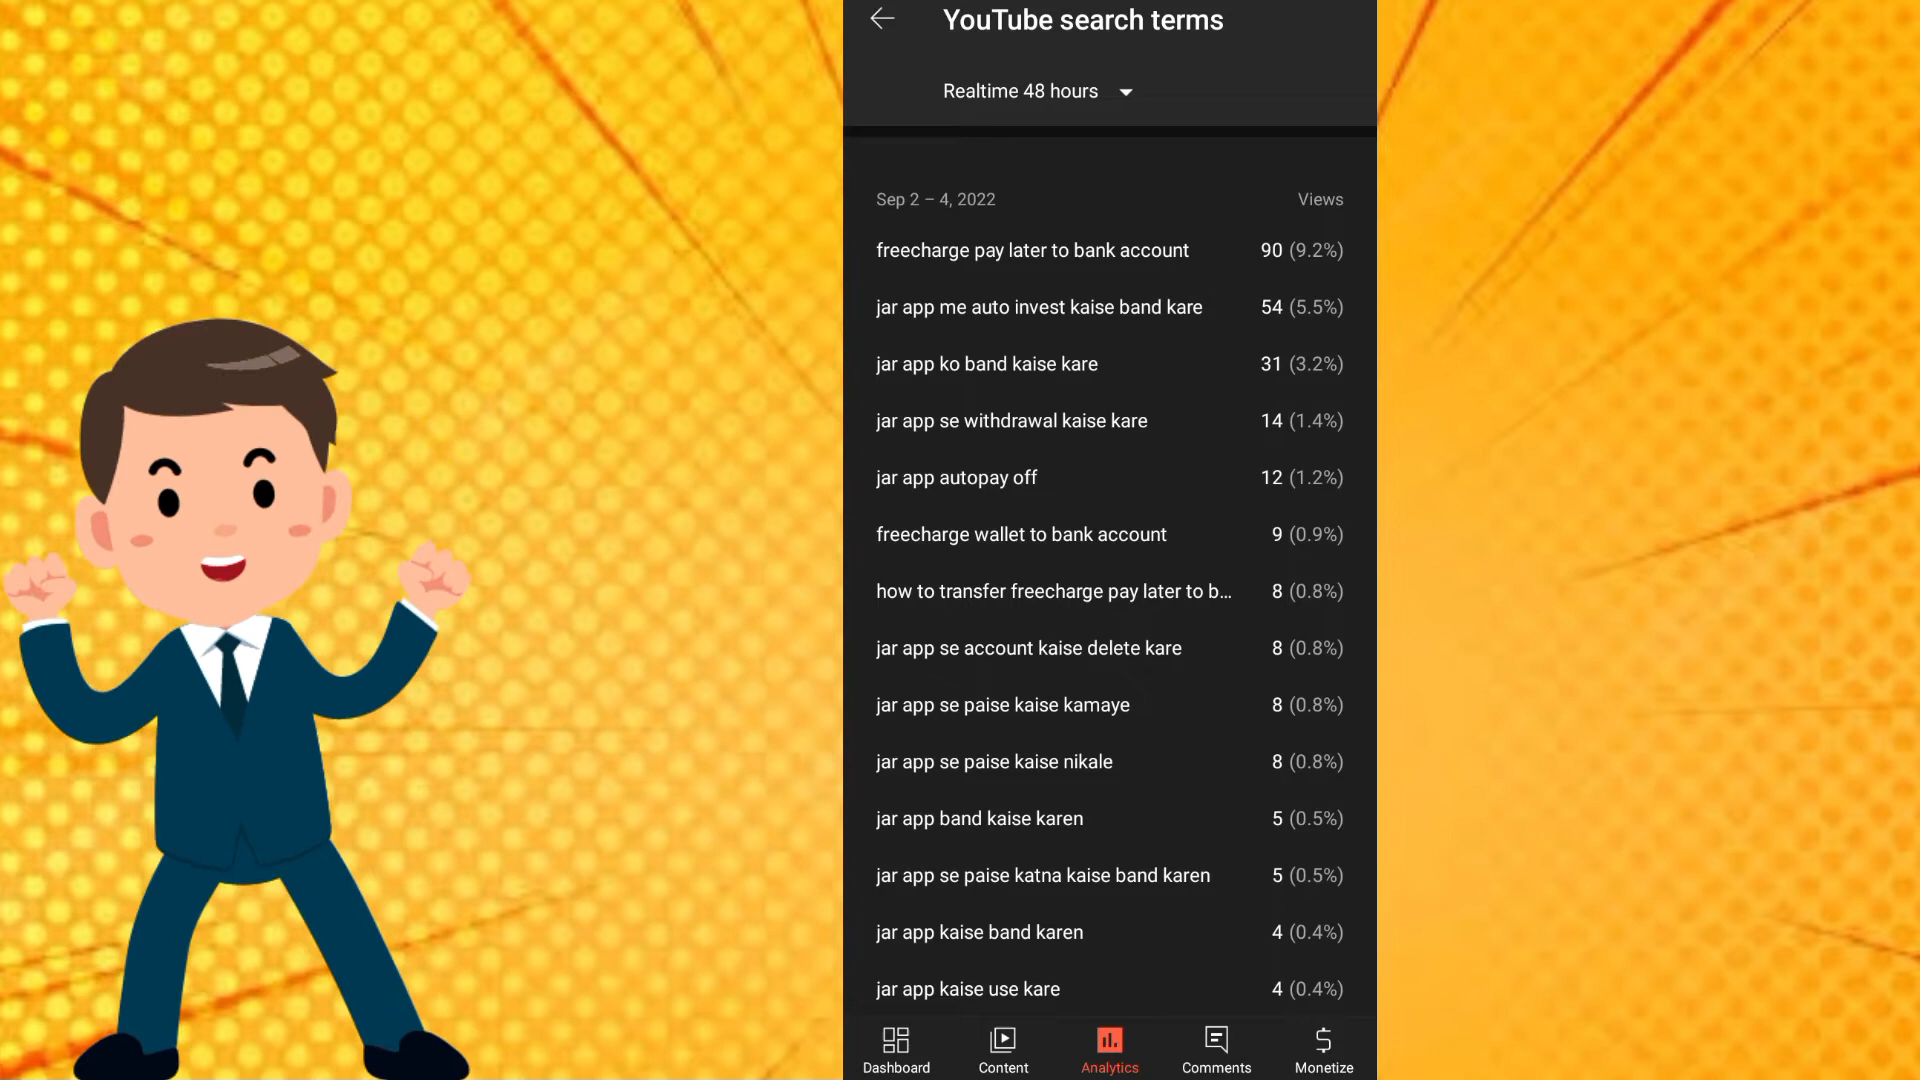 YouTube search terms
Realtime 48 hours
Sep 2 – 4, 2022 Views
freecharge pay later to bank account 90 (9.2%)
jar app me auto invest kaise band kare 54 (5.5%)
jar app ko band kaise kare 31 (3.2%)
jar app se withdrawal kaise kare 14 (1.4%)
jar app autopay off 12 (1.2%)
freecharge wallet to bank account 9 (0.9%)
how to transfer freecharge pay later to b... 8 (0.8%)
jar app se account kaise delete kare 8 (0.8%)
jar app se paise kaise kamaye 8 (0.8%)
jar app se paise kaise nikale 8 (0.8%)
jar app band kaise karen 5 (0.5%)
jar app se paise katna kaise band karen 5 (0.5%)
jar app kaise band karen 4 (0.4%)
jar app kaise use kare 4 (0.4%)
Dashboard Content Analytics Comments Monetize